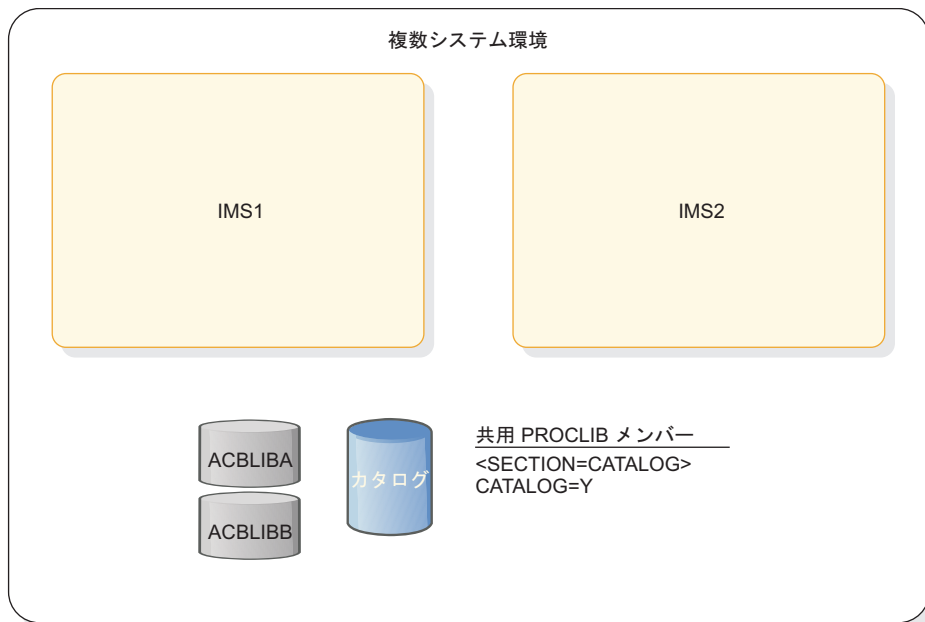 複数システム環境
IMS1
IMS2
ACBLIBA
ACBLIBB
カタログ
共用 PROCLIB メンバー
<SECTION=CATALOG>
CATALOG=Y